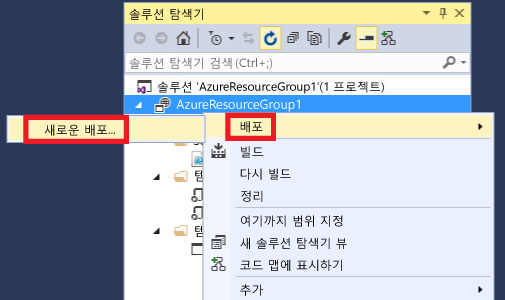 솔루션 탐색기
솔루션 탐색기 검색(Ctrl+;)
솔루션 'AzureResourceGroup1'(1 프로젝트)
AzureResourceGroup1
새로운 배포...
배포
빌드
다시 빌드
정리
여기까지 범위 지정
새 솔루션 탐색기 뷰
코드 맵에 표시하기
추가